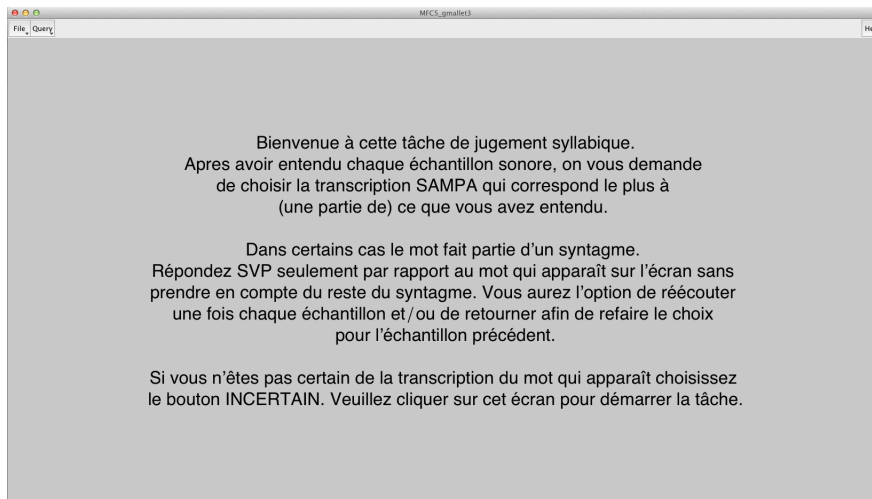 MFCS_gmallet3
File Query He
Bienvenue à cette tâche de jugement syllabique.
Apres avoir entendu chaque échantillon sonore, on vous demande
de choisir la transcription SAMPA qui correspond le plus à
(une partie de) ce que vous avez entendu.
Dans certains cas le mot fait partie d'un syntagme.
Répondez SVP seulement par rapport au mot qui apparaît sur l'écran sans
prendre en compte du reste du syntagme. Vous aurez l'option de réécouter
une fois chaque échantillon et/ou de retourner afin de refaire le choix
pour l'échantillon précédent.
Si vous n'êtes pas certain de la transcription du mot qui apparaît choisissez
le bouton INCERTAIN. Veuillez cliquer sur cet écran pour démarrer la tâche.